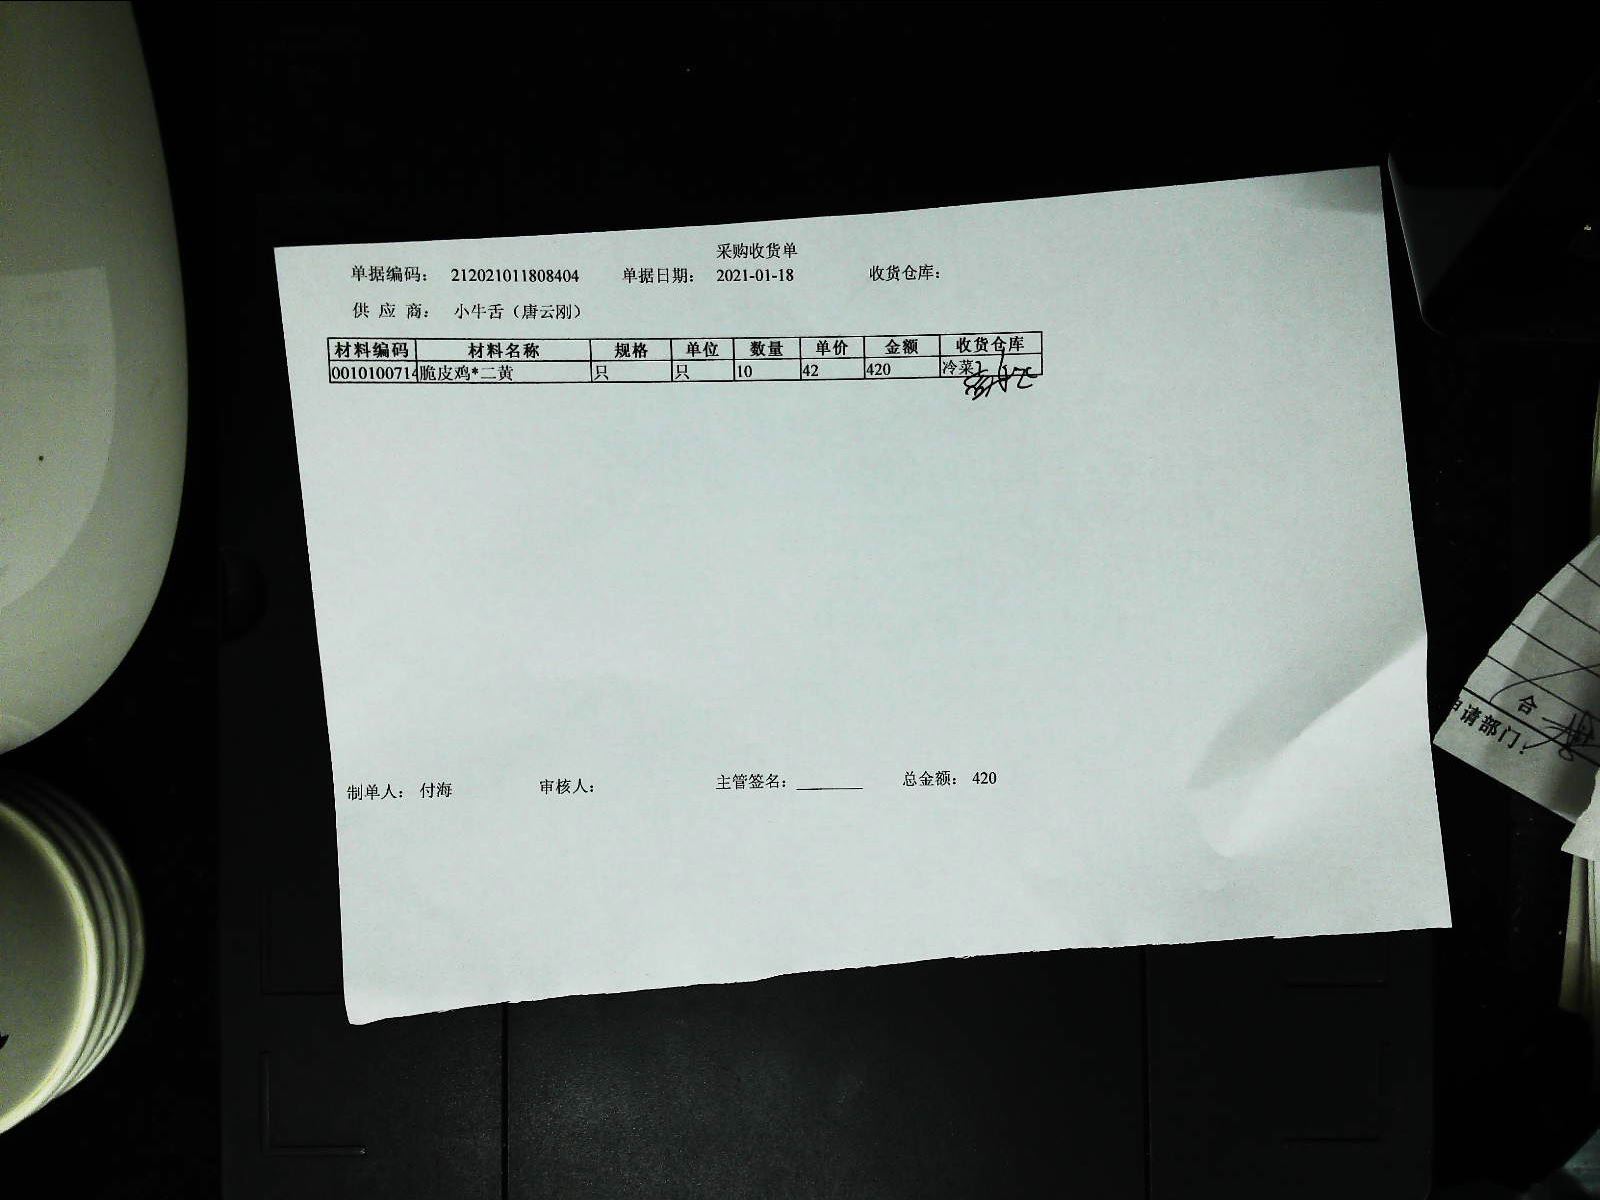 采购收货单
单据编码: 212021011808404 单据日期: 2021-01-18 收货仓库:
供 应 商: 小牛舌（唐云刚）
材料编码 材料名称 规格 单位 数量 单价 金额 收货仓库
0010100714 脆皮鸡*二黄 只 只 10 42 420 冷菜
制单人: 付海 审核人: 主管签名: ________ 总金额: 420
合
申请部门: